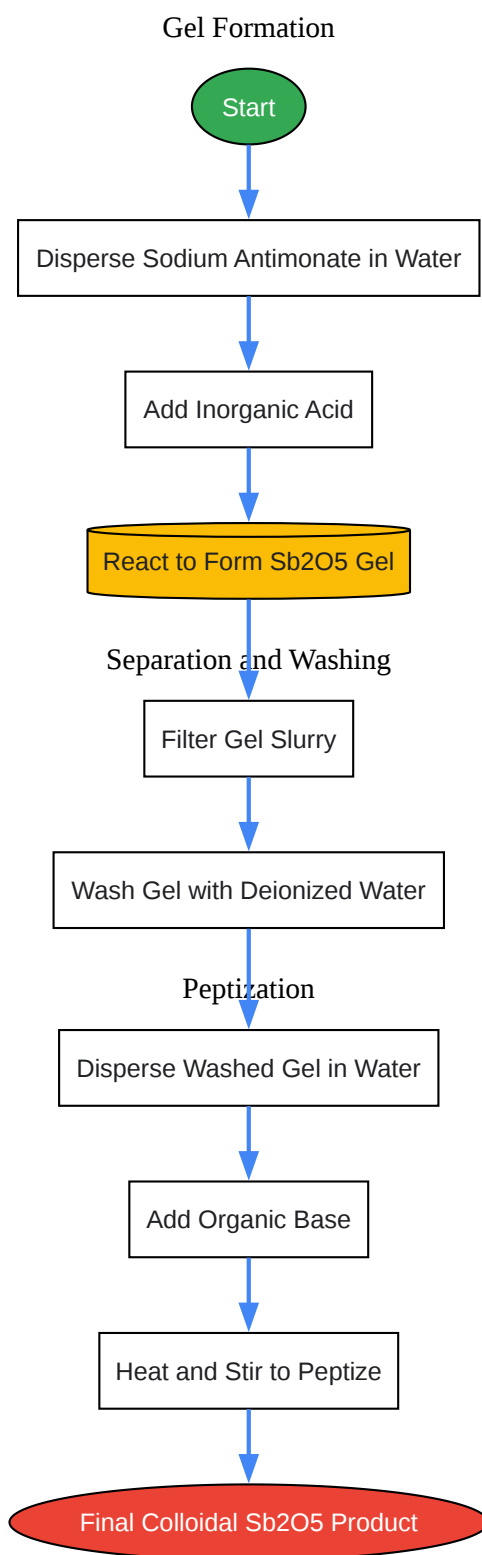 Gel Formation
Start
Disperse Sodium Antimonate in Water
Add Inorganic Acid
React to Form Sb2O5 Gel
Separation and Washing
Filter Gel Slurry
Wash Gel with Deionized Water
Peptization
Disperse Washed Gel in Water
Add Organic Base
Heat and Stir to Peptize
Final Colloidal Sb2O5 Product